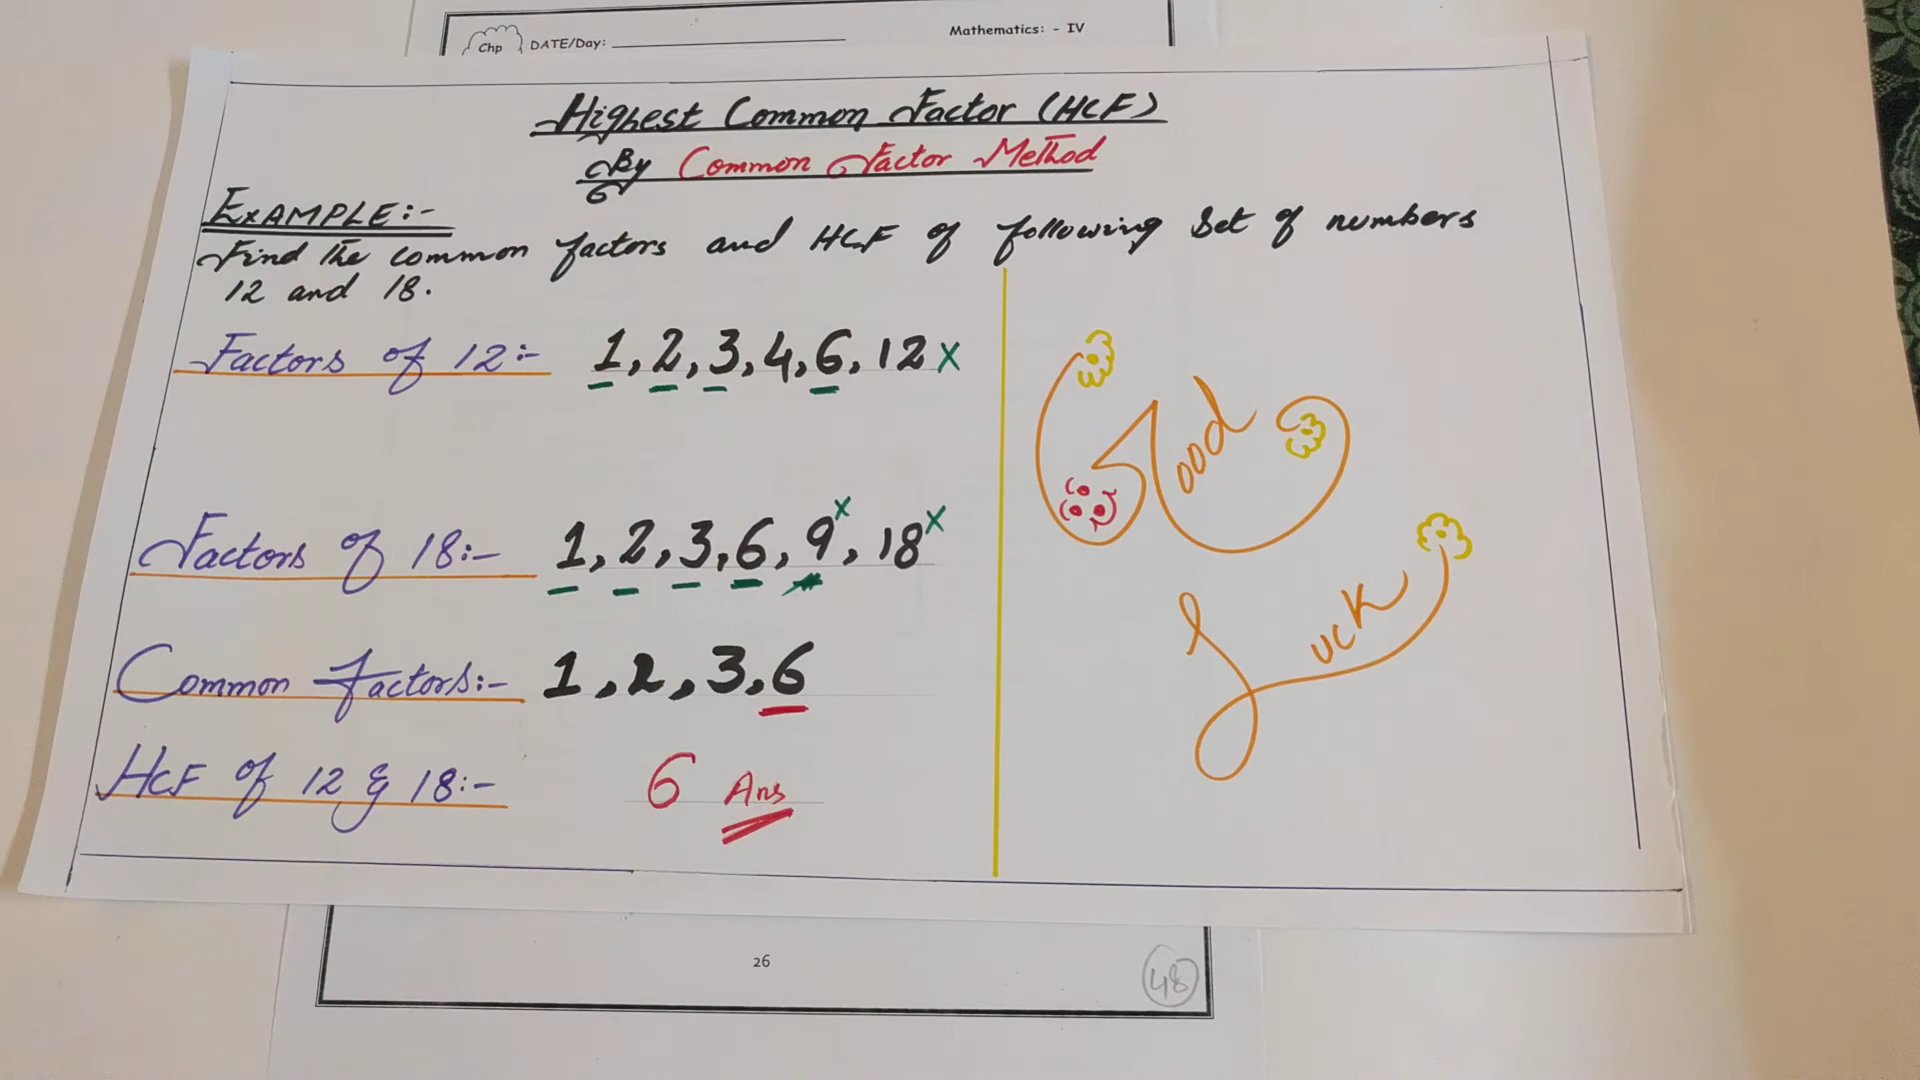 Chp DATE/Day: Mathematics: - IV
Highest Common Factor (HCF)
By Common Factor Method
EXAMPLE:-
Find the common factors and HCF of following set of numbers
12 and 18.
Factors of 12:- 1, 2, 3, 4, 6, 12 x
Factors of 18:- 1, 2, 3, 6, 9 x, 18 x
Common Factors:- 1, 2, 3, 6
HCF of 12 & 18:- 6 Ans
Good
Luck
26
48